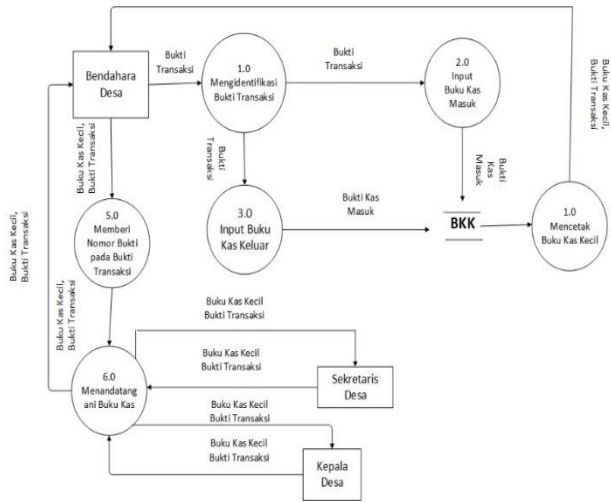 Bendahara
Desa
Bukti
Transaksi
1.0
Mengidentifikasi
Bukti Transaksi
Bukti
Transaksi
2.0
Input
Buku Kas
Masuk
Buku Kas Kecil,
Bukti Transaksi
Buku Kas Kecil,
Bukti Transaksi
Bukti
Transaksi
Bukti
Kas
Masuk
5.0
Memberi
Nomor Bukti
pada Bukti
Transaksi
3.0
Input Buku
Kas Keluar
Bukti Kas
Masuk
BKK
1.0
Mencetak
Buku Kas Kecil
Buku Kas Kecil,
Bukti Transaksi
Buku Kas Kecil,
Bukti Transaksi
6.0
Menandatang
ani Buku Kas
Buku Kas Kecil
Bukti Transaksi
Buku Kas Kecil
Bukti Transaksi
Sekretaris
Desa
Buku Kas Kecil
Bukti Transaksi
Buku Kas Kecil
Bukti Transaksi
Kepala
Desa